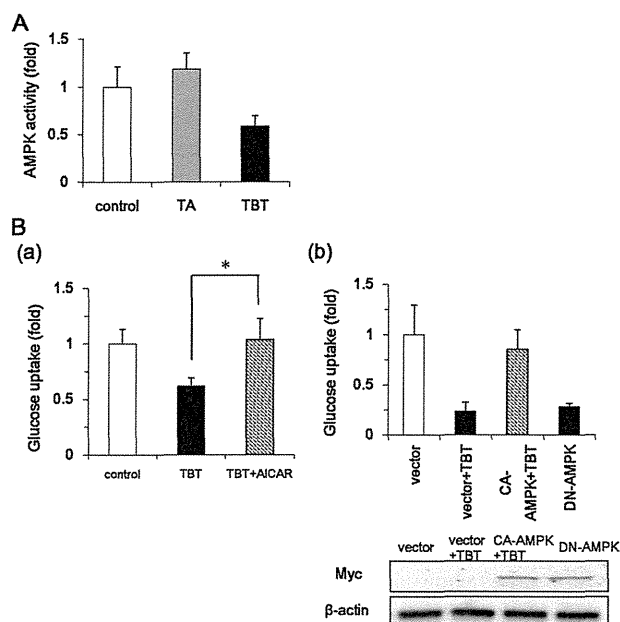 A
AMPK activity (fold)
1.5
1
0.5
0
control TA TBT
B
(a)
Glucose uptake (fold)
1.5
1
0.5
0
*
control TBT TBT+AICAR
(b)
Glucose uptake (fold)
1.5
1
0.5
0
vector
vector+TBT
CA-
AMPK+TBT
DN-AMPK
vector
vector
+TBT
CA-AMPK
+TBT
DN-AMPK
Myc
β-actin